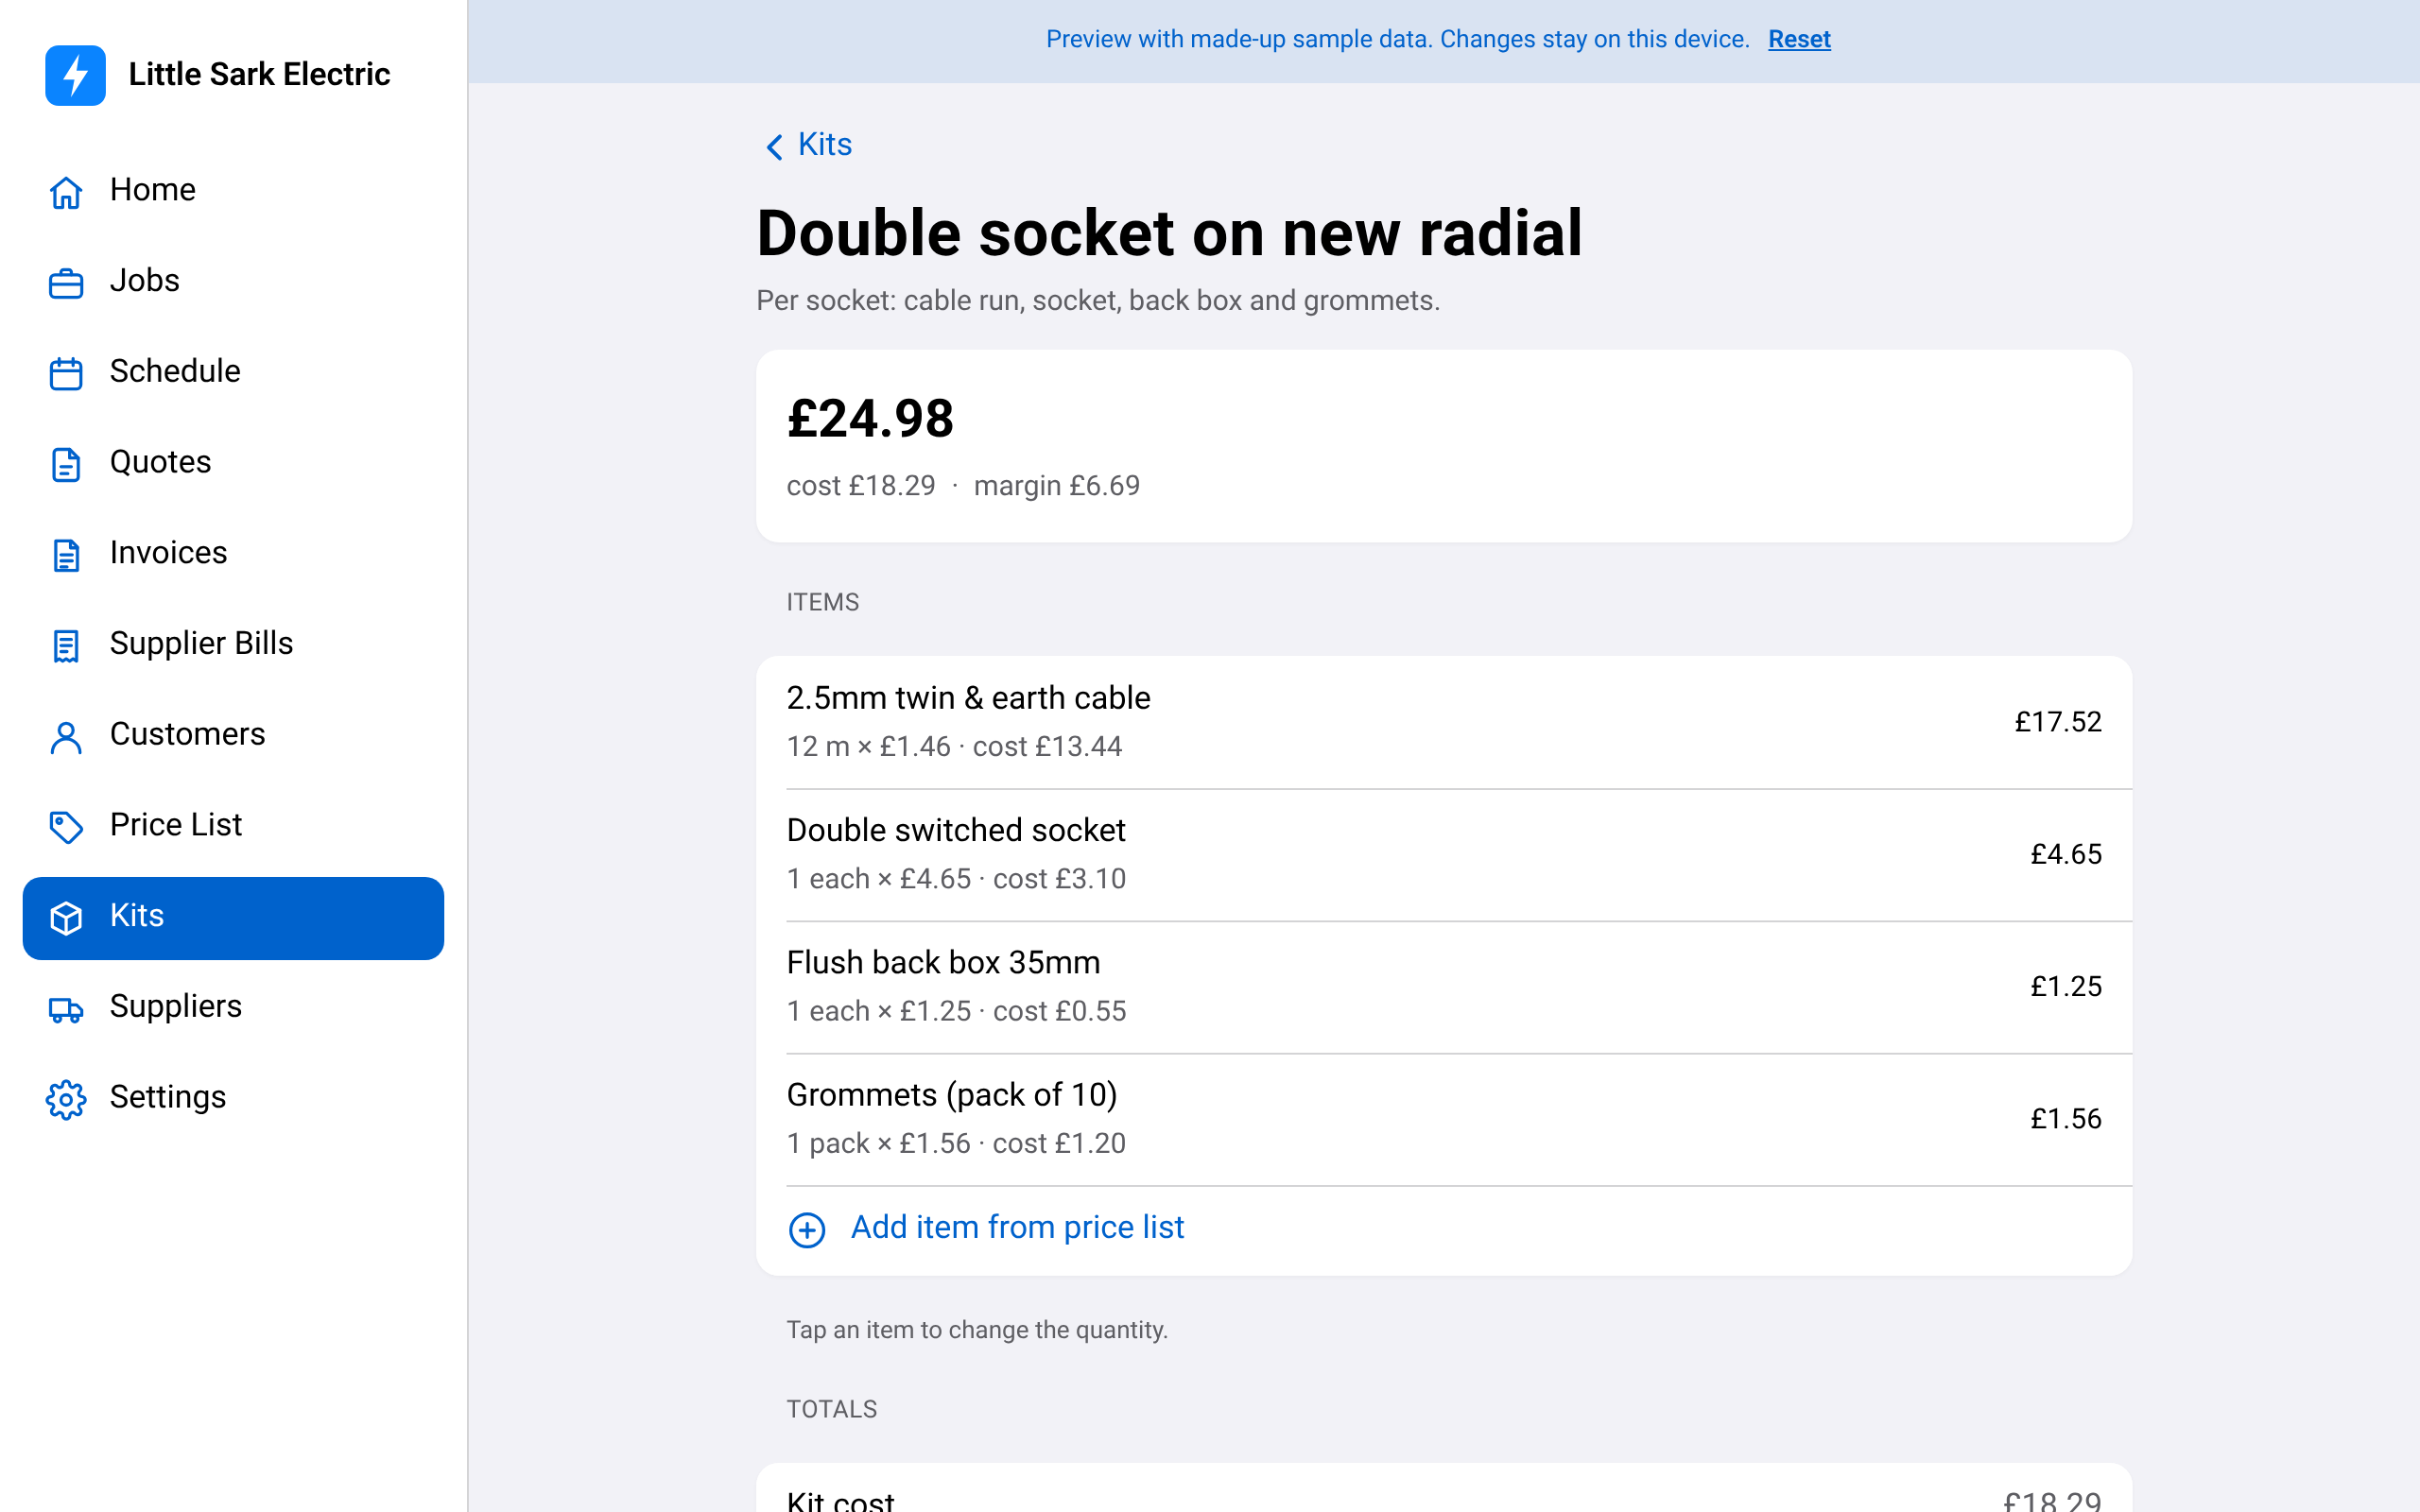 Little Sark Electric
Home
Jobs
Schedule
Quotes
Invoices
Supplier Bills
Customers
Price List
Kits
Suppliers
Settings
Preview with made-up sample data. Changes stay on this device. Reset
Kits
Double socket on new radial
Per socket: cable run, socket, back box and grommets.
£24.98
cost £18.29 · margin £6.69
ITEMS
2.5mm twin & earth cable
12 m × £1.46 · cost £13.44
£17.52
Double switched socket
1 each × £4.65 · cost £3.10
£4.65
Flush back box 35mm
1 each × £1.25 · cost £0.55
£1.25
Grommets (pack of 10)
1 pack × £1.56 · cost £1.20
£1.56
Add item from price list
Tap an item to change the quantity.
TOTALS
Kit cost
£18.29